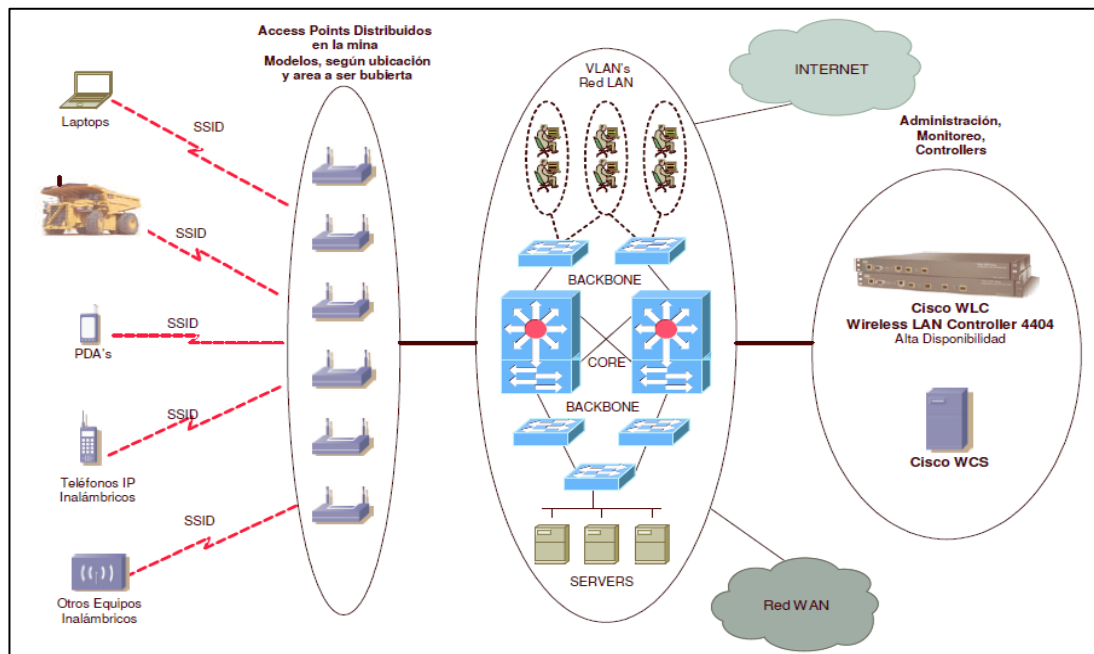 Access Points Distribuidos
en la mina
Modelos, según ubicación
y area a ser bubierta
Laptops
SSID
SSID
SSID
PDA's
SSID
Teléfonos IP
Inalámbricos
SSID
Otros Equipos
Inalámbricos
VLAN's
Red LAN
BACKBONE
CORE
BACKBONE
SERVERS
INTERNET
Red WAN
Administración,
Monitoreo,
Controllers
Cisco WLC
Wireless LAN Controller 4404
Alta Disponibilidad
Cisco WCS